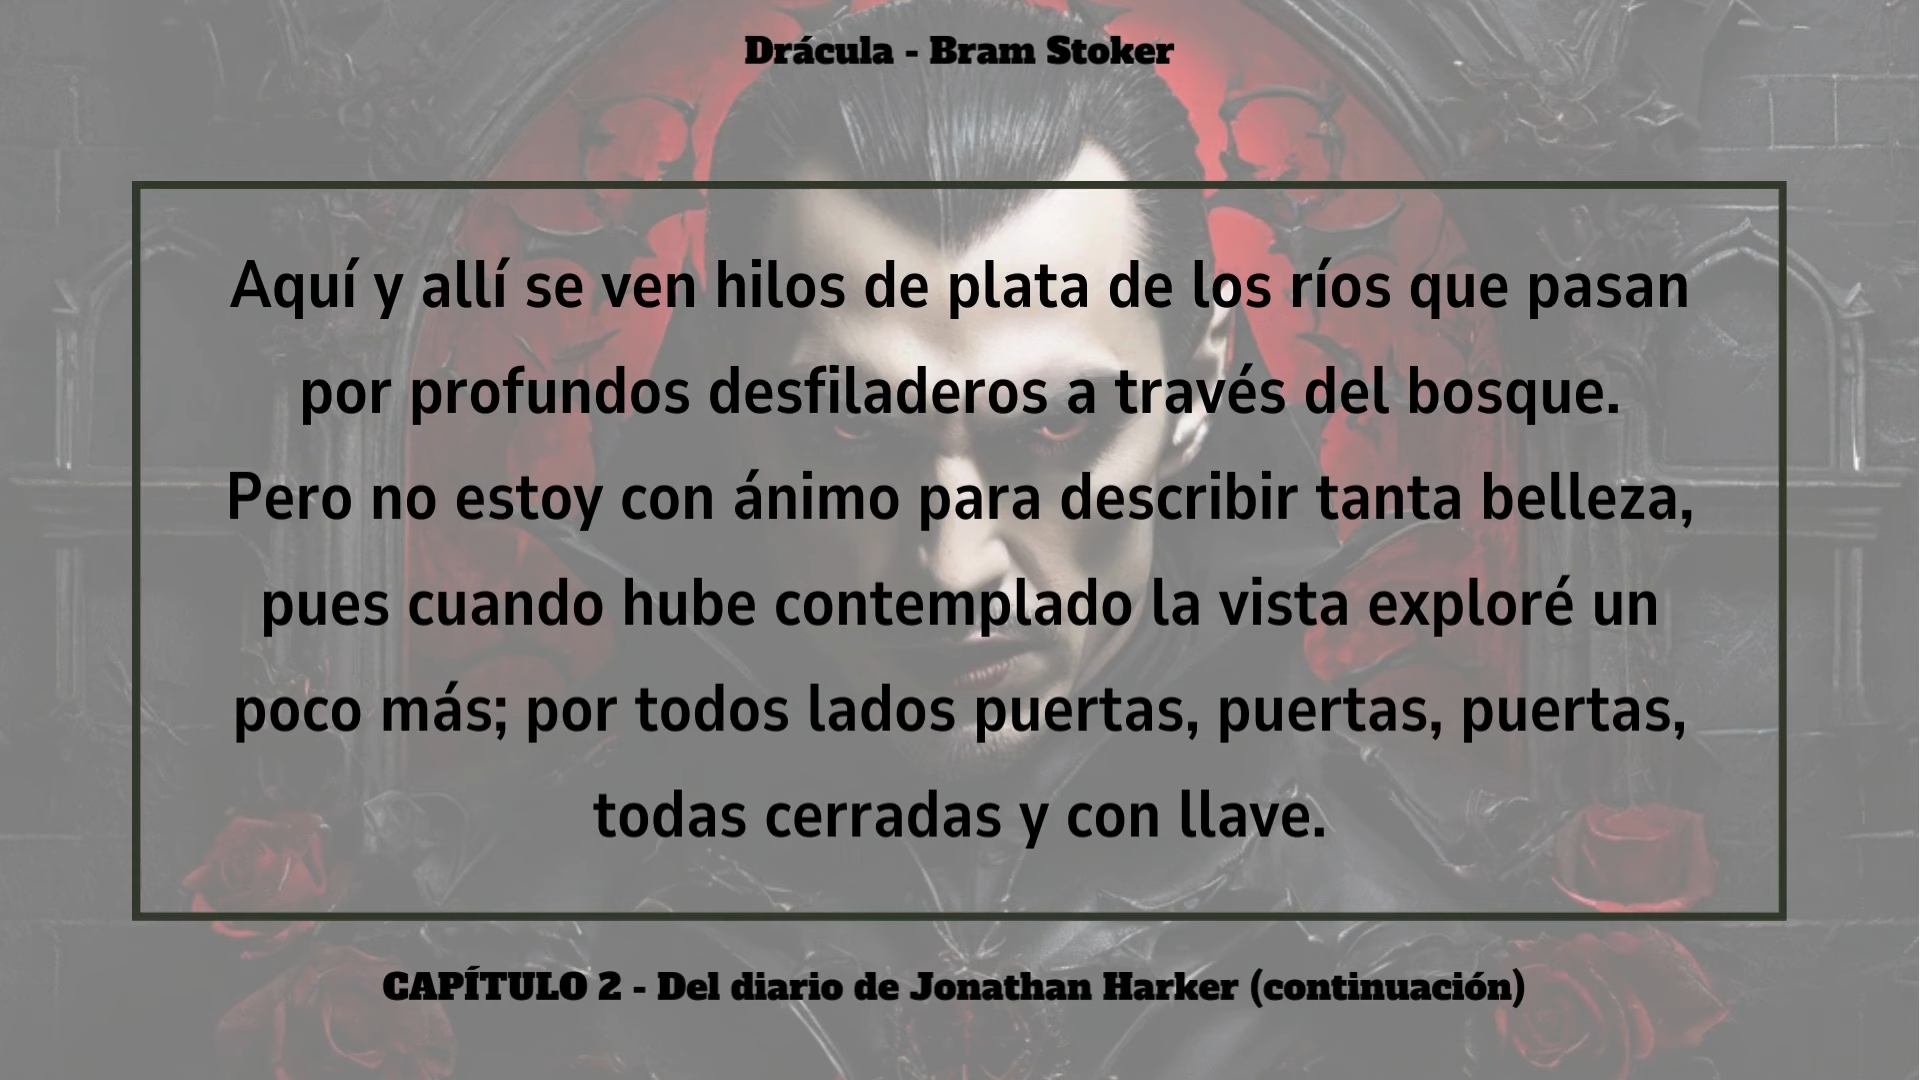 Drácula - Bram Stoker
Aquí y allí se ven hilos de plata de los ríos que pasan
por profundos desfiladeros a través del bosque.
Pero no estoy con ánimo para describir tanta belleza,
pues cuando hube contemplado la vista exploré un
poco más; por todos lados puertas, puertas, puertas,
todas cerradas y con llave.
CAPÍTULO 2 - Del diario de Jonathan Harker (continuación)